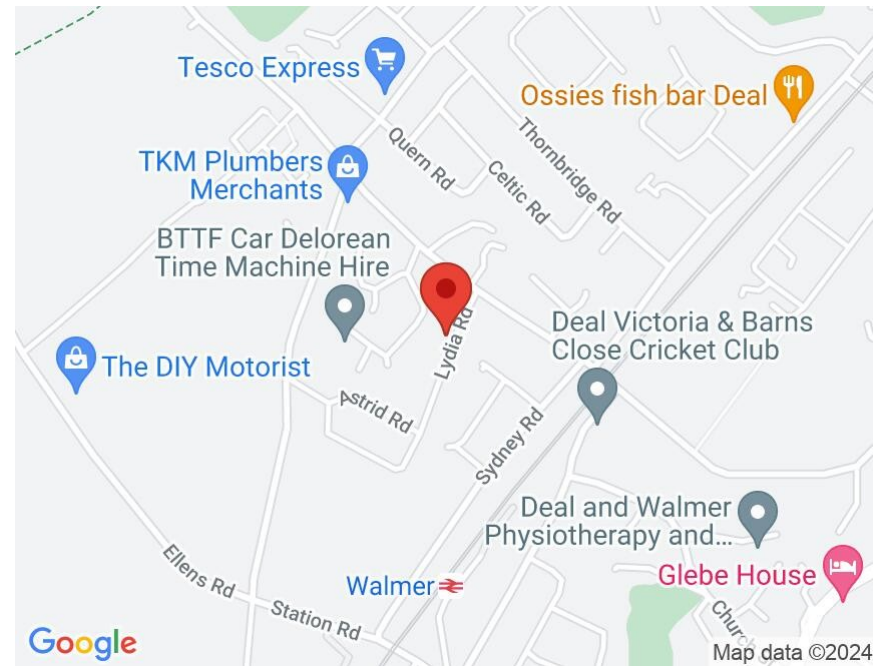 Tesco Express
Ossies fish bar Deal
TKM Plumbers
Merchants
Quern Rd
Thornbridge Rd
Celtic Rd
BTTF Car Delorean
Time Machine Hire
Deal Victoria & Barns
Close Cricket Club
Lydia Rd
The DIY Motorist
Astrid Rd
Sydney Rd
Deal and Walmer
Physiotherapy and...
Ellens Rd
Walmer
Glebe House
Station Rd
Church
Google
Map data ©2024